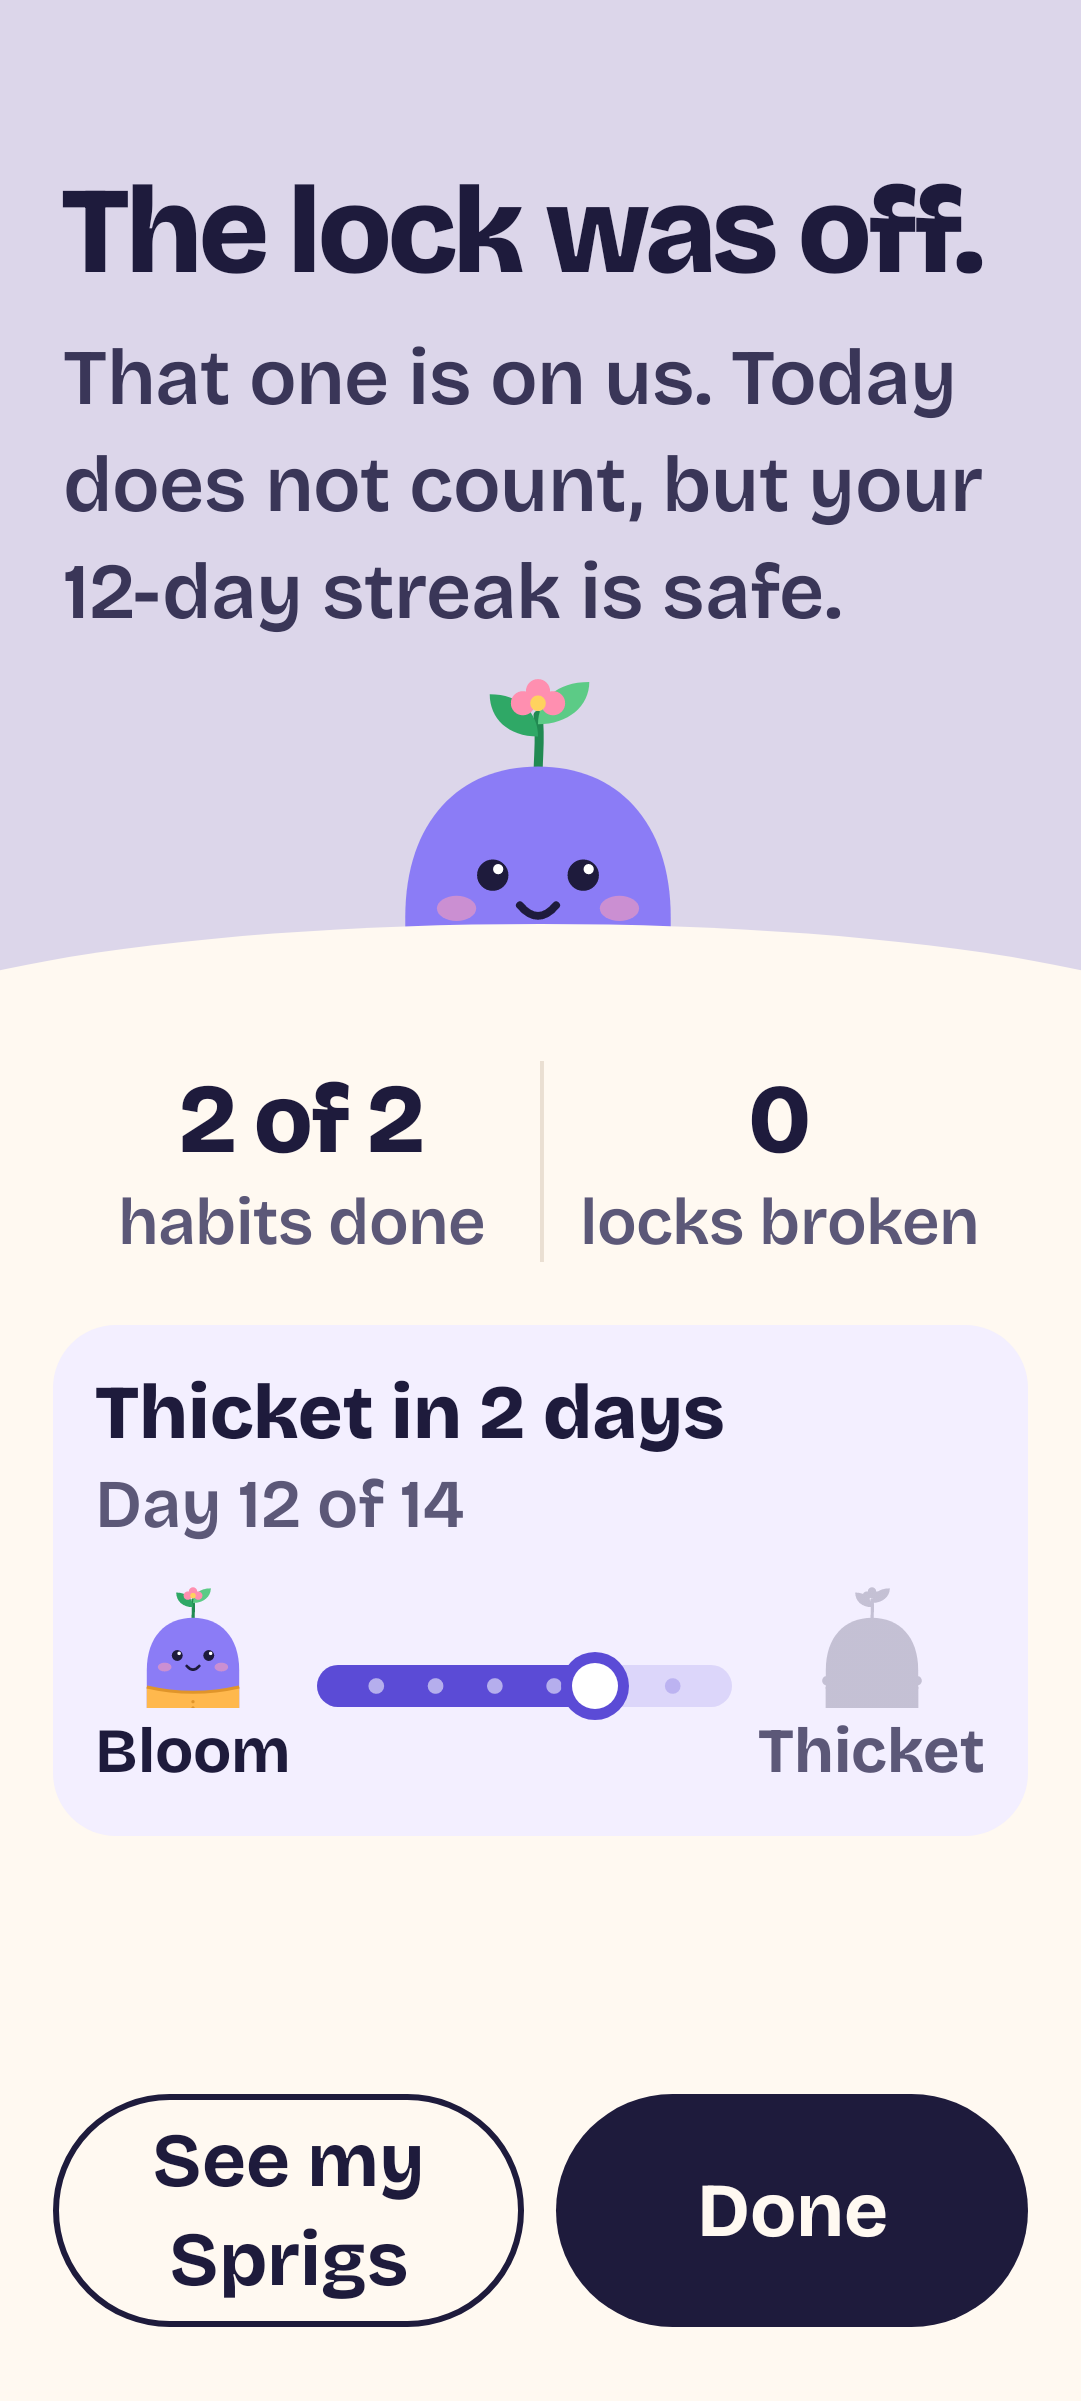 The lock was off.
That one is on us. Today
does not count, but your
12-day streak is safe.
2 of 2
habits done
0
locks broken
Thicket in 2 days
Day 12 of 14
Bloom
Thicket
See my
Sprigs
Done